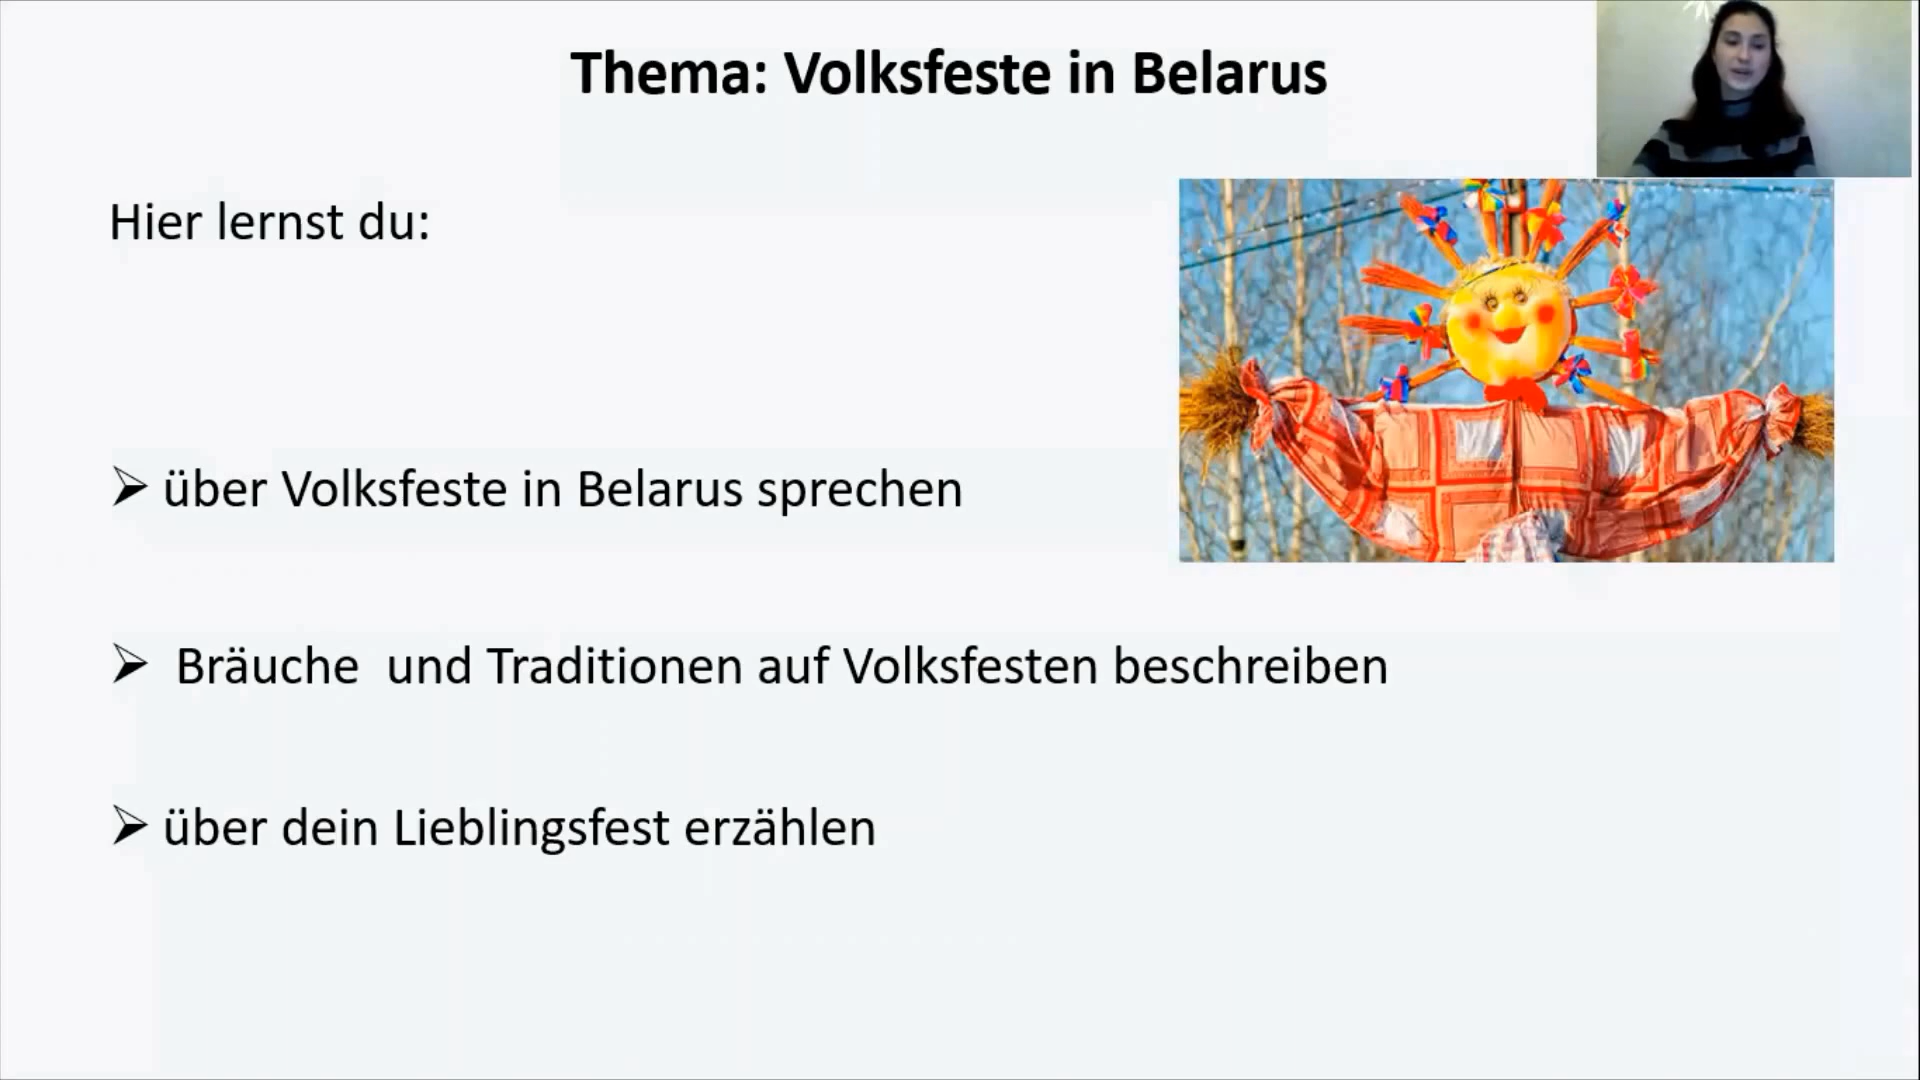 Thema: Volksfeste in Belarus
Hier lernst du:
➢ über Volksfeste in Belarus sprechen
➢ Bräuche und Traditionen auf Volksfesten beschreiben
➢ über dein Lieblingsfest erzählen